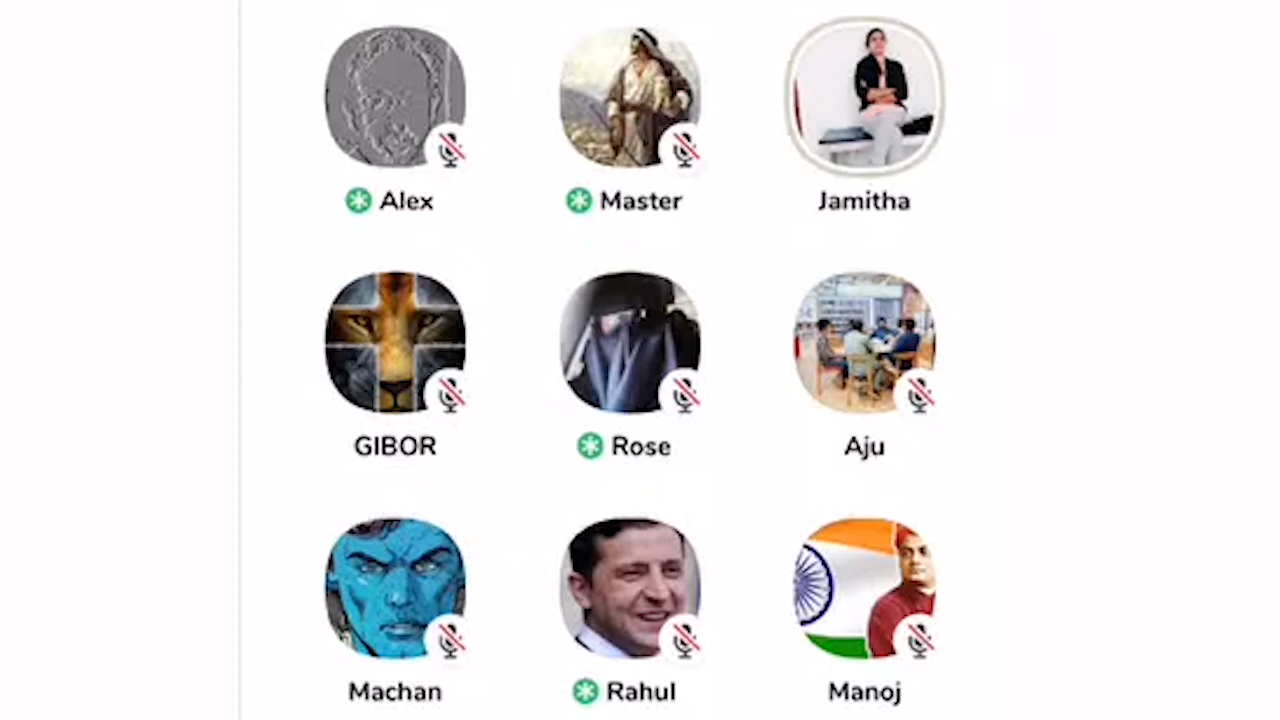 Alex
Master
Jamitha
GIBOR
Rose
Aju
Machan
Rahul
Manoj